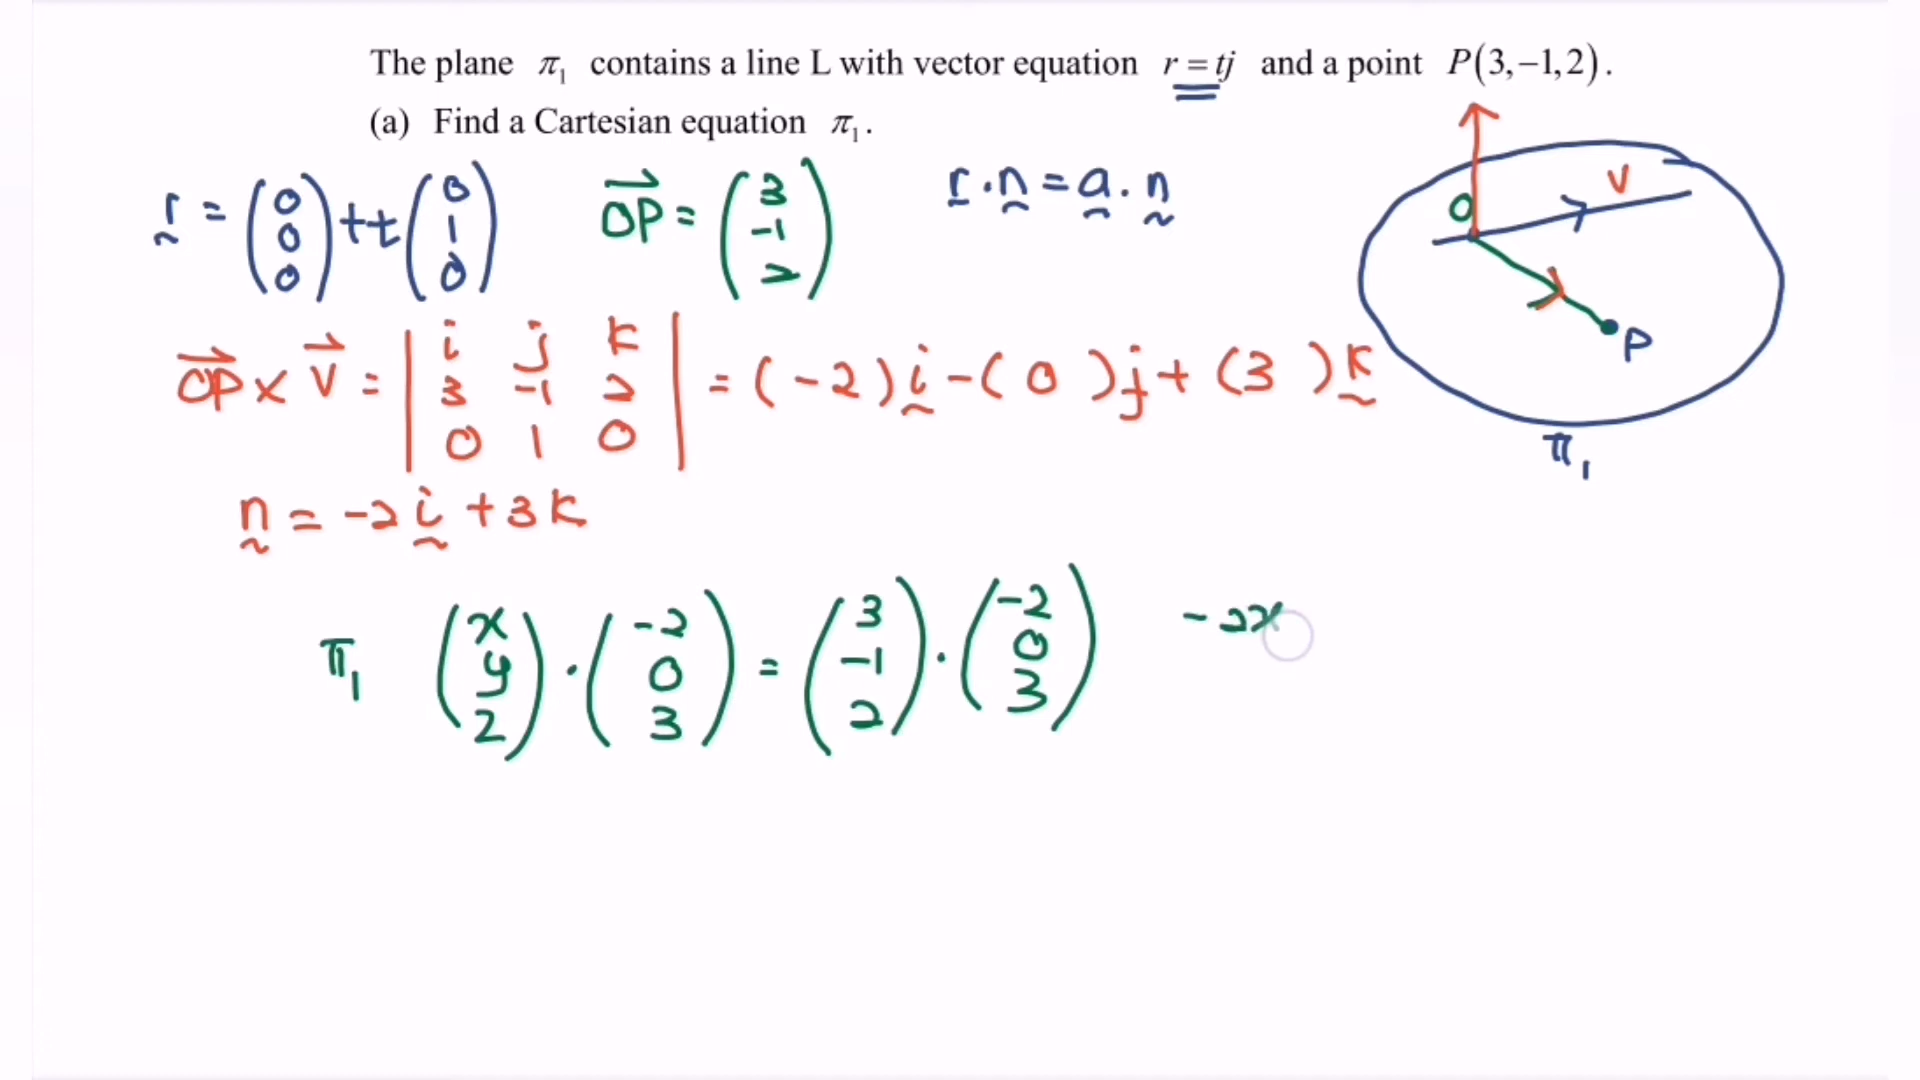 The plane π₁ contains a line L with vector equation r = tj and a point P(3,−1,2).
(a) Find a Cartesian equation π₁.
r = (0 0 0) + t(0 1 0)
OP = (3 -1 2)
r · n = a · n
O
V
P
π₁
OP × V = | i j k 3 -1 2 0 1 0 | = (-2)i - (0)j + (3)k
n = -2i + 3k
π₁ (x y z) · (-2 0 3) = (3 -1 2) · (-2 0 3)
-2x